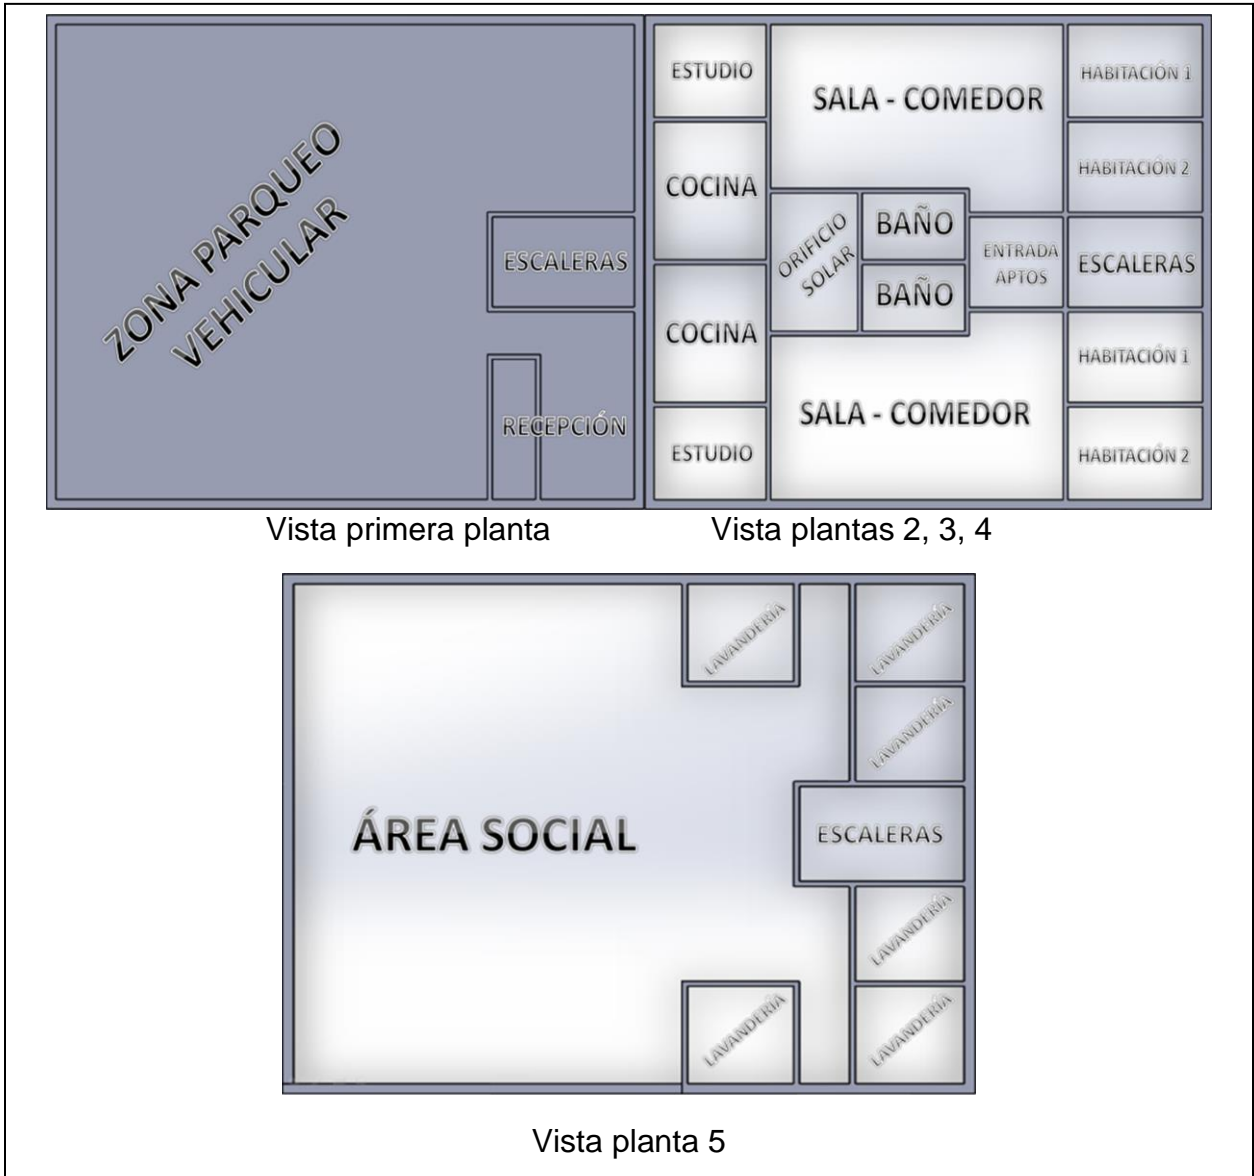 ZONA PARQUEO
VEHICULAR
ESCALERAS
RECEPCIÓN
ESTUDIO
SALA - COMEDOR
HABITACIÓN 1
COCINA
HABITACIÓN 2
ORIFICIO
SOLAR
BAÑO
ENTRADA
APTOS
ESCALERAS
BAÑO
COCINA
HABITACIÓN 1
SALA - COMEDOR
ESTUDIO
HABITACIÓN 2
Vista primera planta
Vista plantas 2, 3, 4
LAVANDERÍA
LAVANDERÍA
LAVANDERÍA
ÁREA SOCIAL
ESCALERAS
LAVANDERÍA
LAVANDERÍA
LAVANDERÍA
Vista planta 5